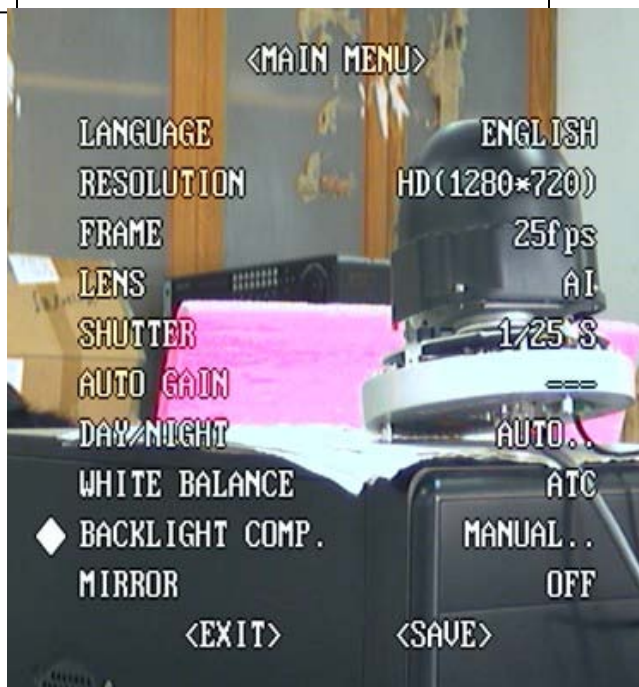 <MAIN MENU>
LANGUAGE ENGLISH
RESOLUTION HD(1280*720)
FRAME 25fps
LENS AI
SHUTTER 1/25 S
AUTO GAIN ---
DAY/NIGHT AUTO..
WHITE BALANCE ATC
BACKLIGHT COMP. MANUAL..
MIRROR OFF
<EXIT> <SAVE>